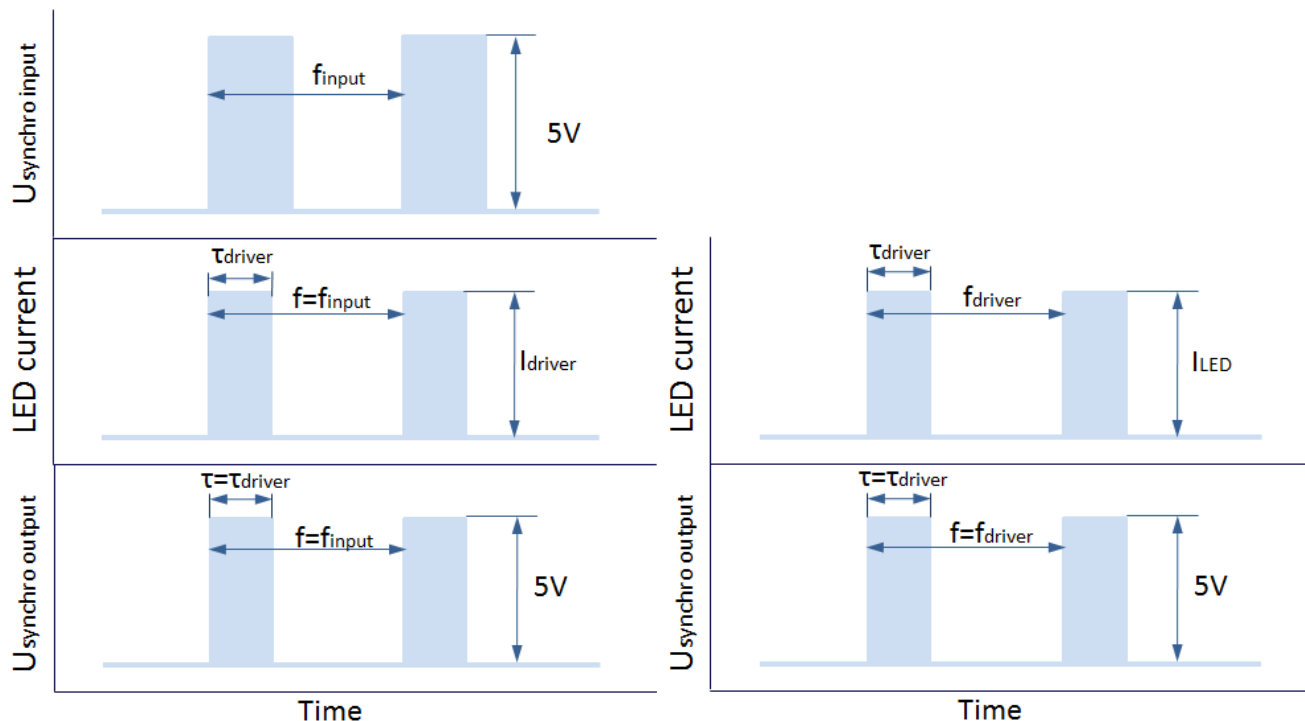 Usynchro input
finput
5V
LED current
τdriver
f=finput
Idriver
Usynchro output
τ=τdriver
f=finput
5V
Time
LED current
τdriver
fdriver
ILED
Usynchro output
τ=τdriver
f=fdriver
5V
Time